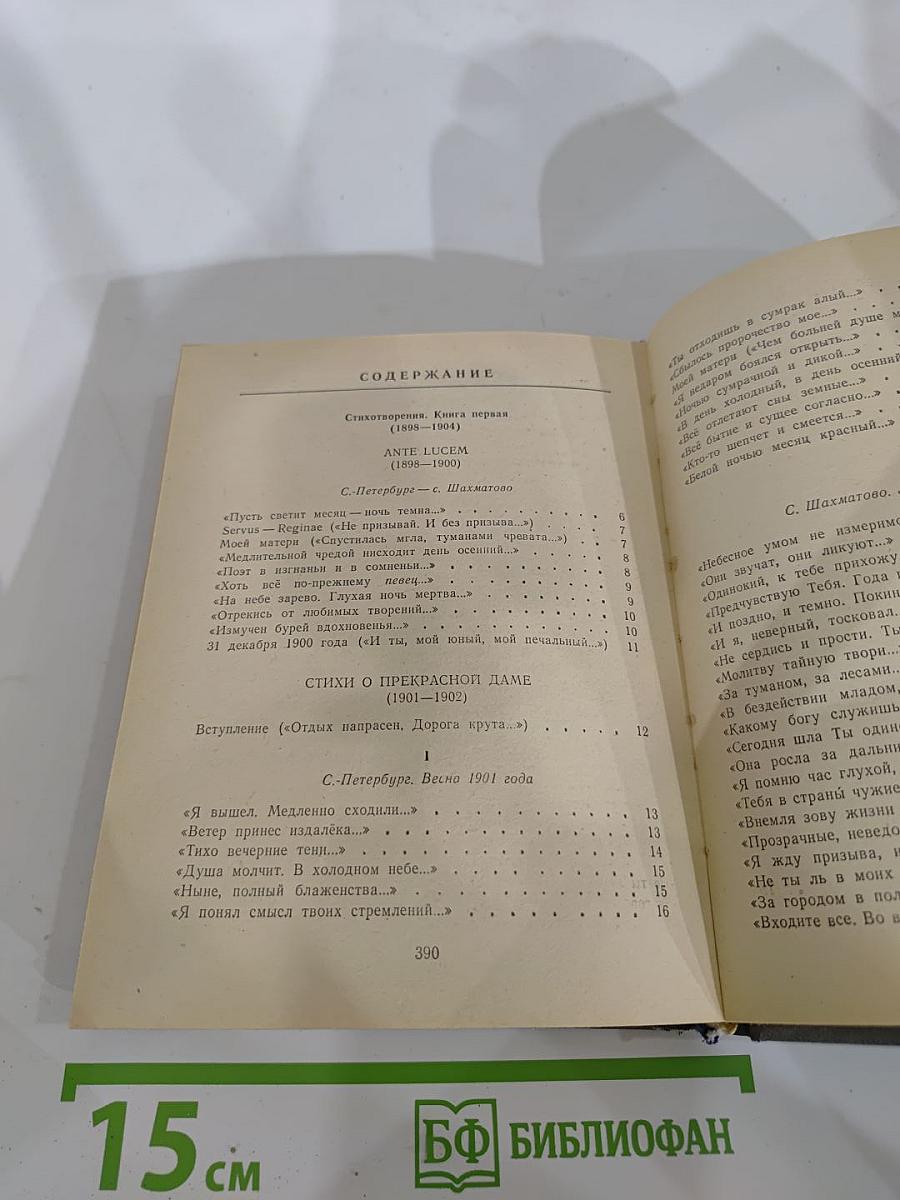 СОДЕРЖАНИЕ
Стихотворения. Книга первая
(1898—1904)
ANTE LUCEM
(1898—1900)
С.-Петербург — с. Шахматово
«Пусть светит месяц — ночь темна...» . . . . . . . . . . 6
Servus — Reginae («Не призывай. И без призыва...») . . . . 7
Моей матери («Спустилась мгла, туманами чревата...») . . 7
«Медлительной чредой нисходит день осенний...» . . . . . 8
«Поэт в изгнаньи и в сомненьи...» . . . . . . . . . . 8
«Хоть всё по-прежнему певец...» . . . . . . . . . . 9
«На небе зарево. Глухая ночь мертва...» . . . . . . . . 9
«Отрекись от любимых творений...» . . . . . . . . . . 10
«Измучен бурей вдохновенья...» . . . . . . . . . . . 10
31 декабря 1900 года («И ты, мой юный, мой печальный...») 11
СТИХИ О ПРЕКРАСНОЙ ДАМЕ
(1901—1902)
Вступление («Отдых напрасен, Дорога крута...») . . . . . 12
I
С.-Петербург. Весна 1901 года
«Я вышел. Медленно сходили...» . . . . . . . . . . . 13
«Ветер принес издалёка...» . . . . . . . . . . . . . 13
«Тихо вечерние тени...» . . . . . . . . . . . . . . 14
«Душа молчит. В холодном небе...» . . . . . . . . . . 15
«Ныне, полный блаженства...» . . . . . . . . . . . . 15
«Я понял смысл твоих стремлений...» . . . . . . . . . 16
390
«Ты отходишь в сумрак алый...» . .
«Сбылось пророчество мое...» . . .
Моей матери («Чем больней душе м
«Я недаром боялся открыть...» . .
«Ночью сумрачной и дикой...» . .
«В день холодный, в день осенний
«Всё отлетают сны земные...» .
«Всё бытие и сущее согласно...» .
«Кто-то шепчет и смеется...» . .
«Белой ночью месяц красный...»
С. Шахматово.
«Небесное умом не измеримо
«Они звучат, они ликуют...»
«Одинокий, к тебе прихожу
«Предчувствую Тебя. Года
«И поздно, и темно. Покин
«И я, неверный, тосковал.
«Не сердись и прости. Ты
«Молитву тайную твори...
«За туманом, за лесами...
«В бездействии младом,
«Какому богу служишь
«Сегодня шла Ты одино
«Она росла за дальни
«Я помню час глухой,
«Тебя в страны́ чужие
«Внемля зову жизни
«Прозрачные, неведо
«Я жду призыва, и
«Не ты ль в моих
«За городом в пол
«Входите все. Во в
15 см
БФ БИБЛИОФАН